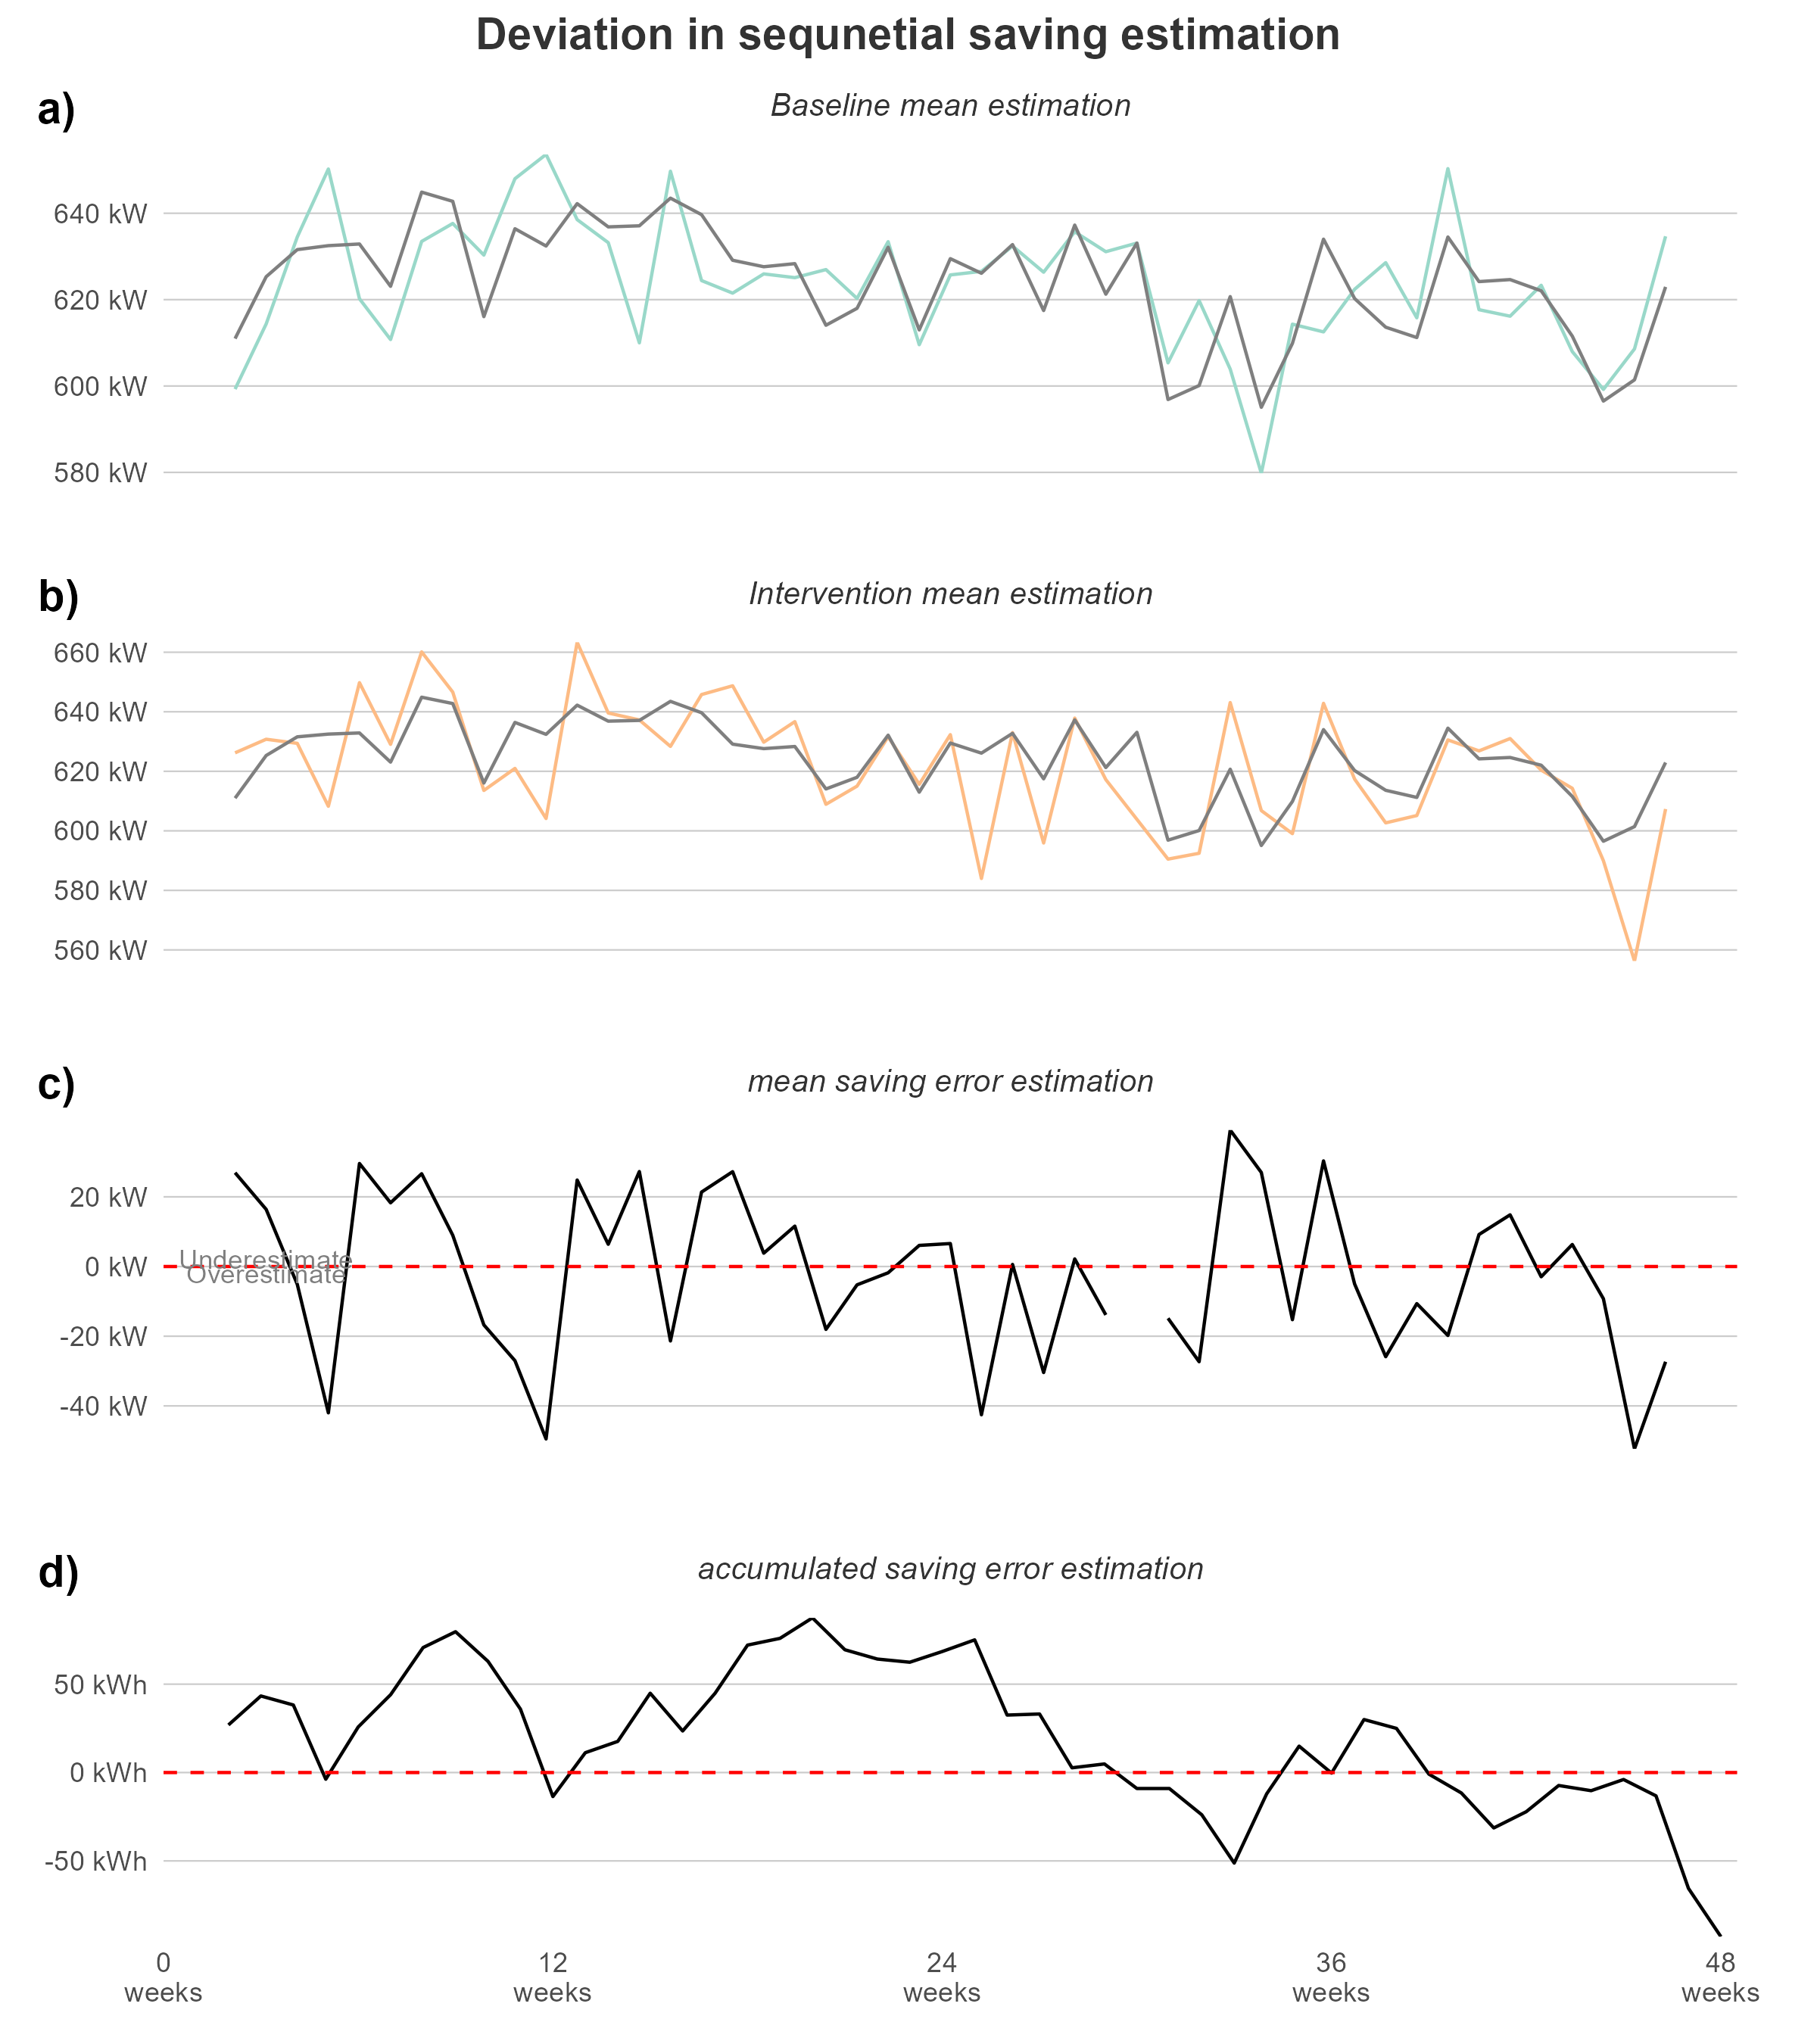 Deviation in sequnetial saving estimation
a)
Baseline mean estimation
640 kW
620 kW
600 kW
580 kW
b)
Intervention mean estimation
660 kW
640 kW
620 kW
600 kW
580 kW
560 kW
c)
mean saving error estimation
20 kW
Underestimate
0 kW
Overestimate
-20 kW
-40 kW
d)
accumulated saving error estimation
50 kWh
0 kWh
-50 kWh
0 12 24 36 48
weeks weeks weeks weeks weeks